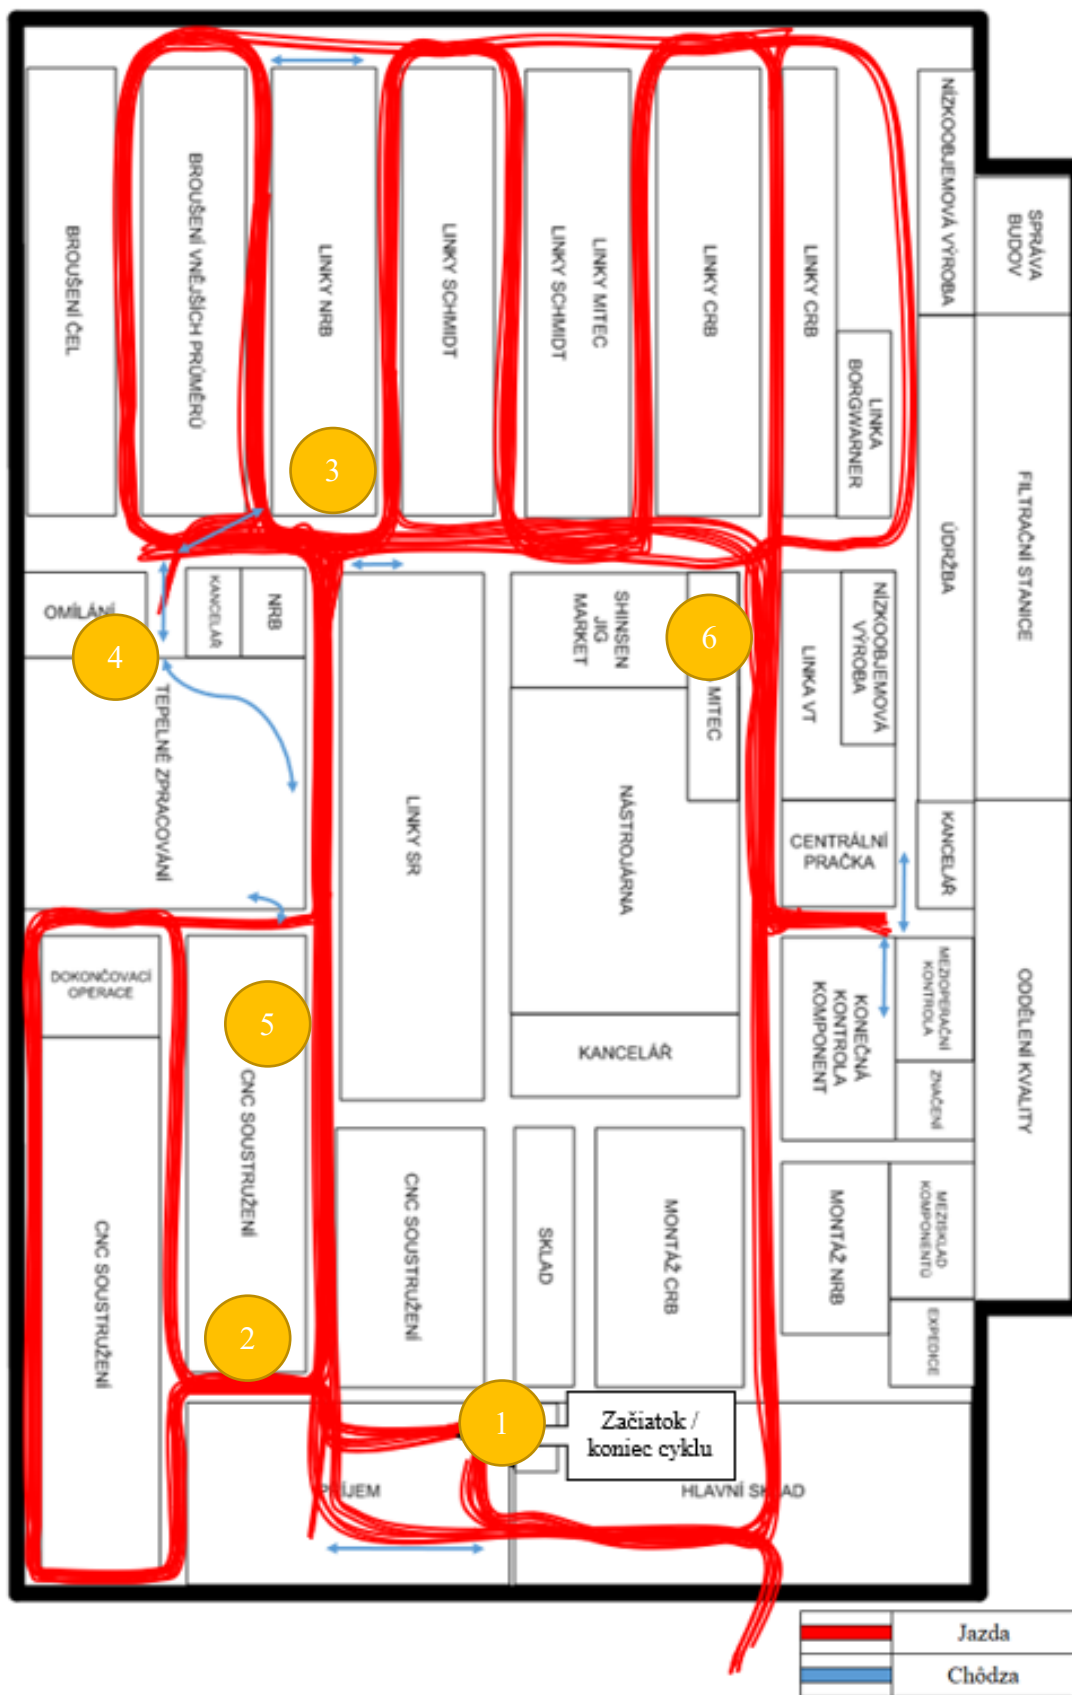 BROUŠENÍ ČEL
BROUŠENÍ VNĚJŠÍCH PRŮMĚRŮ
LINKY NRB
LINKY SCHMIDT
LINKY MITEC
LINKY SCHMIDT
LINKY CRB
LINKY CRB
LINKA
BORGWARNER
NÍZKOOBJEMOVÁ VÝROBA
SPRÁVA
BUDOV
FILTRAČNÍ STANICE
ÚDRŽBA
3
OMÍLÁNÍ
KANCELÁŘ
NRB
4
TEPELNÉ ZPRACOVÁNÍ
LINKY SR
SHINSEN
JIG
MARKET
6
MITEC
NÁSTROJÁRNA
KANCELÁŘ
LINKA VT
NÍZKOOBJEMOVÁ
VÝROBA
CENTRÁLNÍ
PRAČKA
KANCELÁŘ
DOKONČOVACÍ
OPERACE
5
CNC SOUSTRUŽENÍ
CNC SOUSTRUŽENÍ
2
CNC SOUSTRUŽENÍ
SKLAD
MONTÁŽ CRB
KONEČNÁ
KONTROLA
KOMPONENT
MEZIOPERAČNÍ
KONTROLA
ZNAČENÍ
ODDĚLENÍ KVALITY
MONTÁŽ NRB
MEZISKLAD
KOMPONENTŮ
EXPEDICE
1
Začiatok /
koniec cyklu
PŘÍJEM
HLAVNÍ SKLAD
Jazda
Chôdza